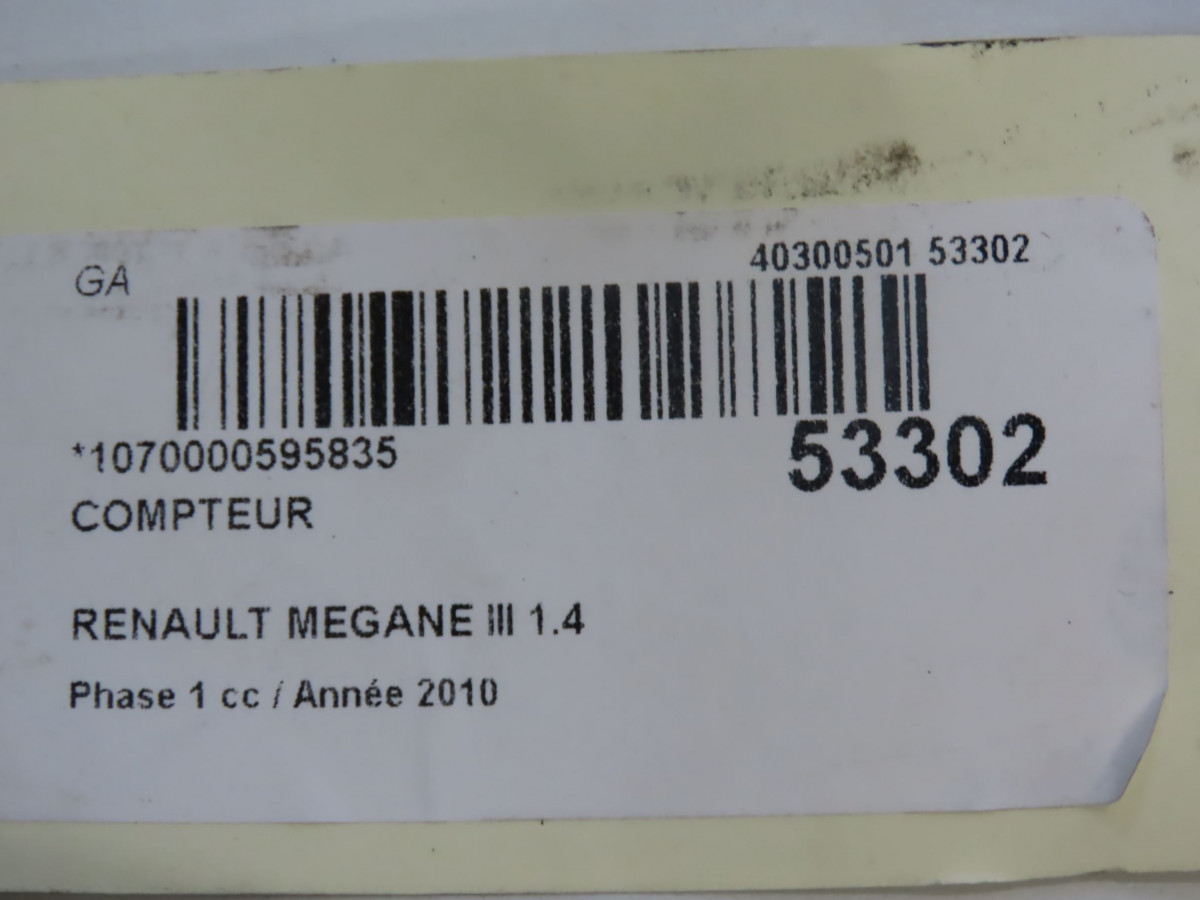 GA
40300501 53302
*1070000595835
53302
COMPTEUR
RENAULT MEGANE III 1.4
Phase 1 cc / Année 2010